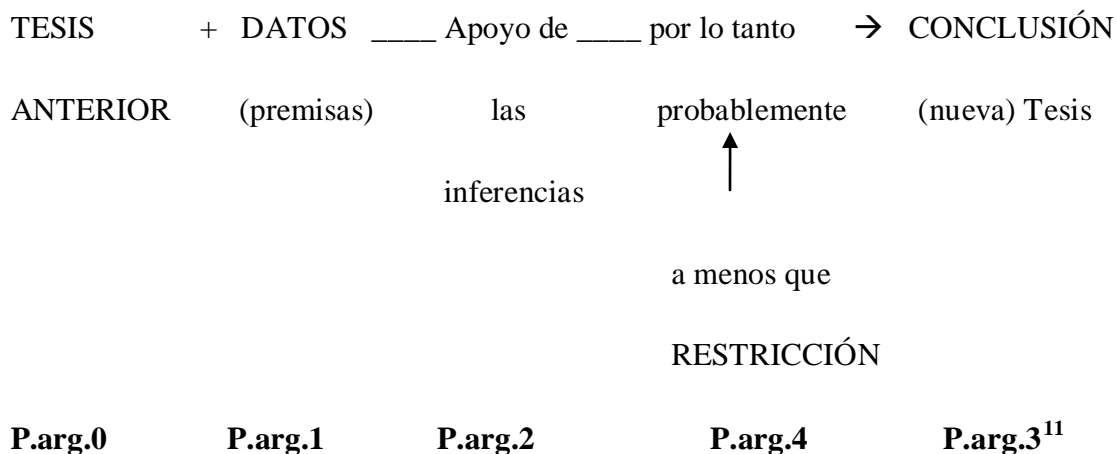 TESIS + DATOS ____ Apoyo de ____ por lo tanto → CONCLUSIÓN
ANTERIOR (premisas) las probablemente (nueva) Tesis
inferencias
a menos que
RESTRICCIÓN
P.arg.0 P.arg.1 P.arg.2 P.arg.4 P.arg.3¹¹